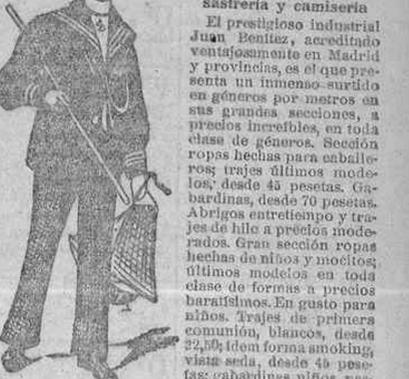 sastrería y camisería
El prestigioso industrial
Juan Benítez, acreditado
ventajosamente en Madrid
y provincias, es el que pre-
senta un inmenso surtido
en géneros por metros en
sus grandes secciones, a
precios increíbles, en toda
clase de géneros. Sección
ropas hechas para caballe-
ros; trajes últimos mode-
los, desde 45 pesetas. Ga-
bardinas, desde 70 pesetas.
Abrigos entretiempo y tra-
jes de hilo a precios mode-
rados. Gran sección ropas
hechas de niños y mocitos;
últimos modelos en toda
clase de formas a precios
baratísimos. En gusto para
niños. Trajes de primera
comunión, blancos, desde
22,50; idem forma smoking,
vista seda, desde 45 pese-
tas; gabardinas niños